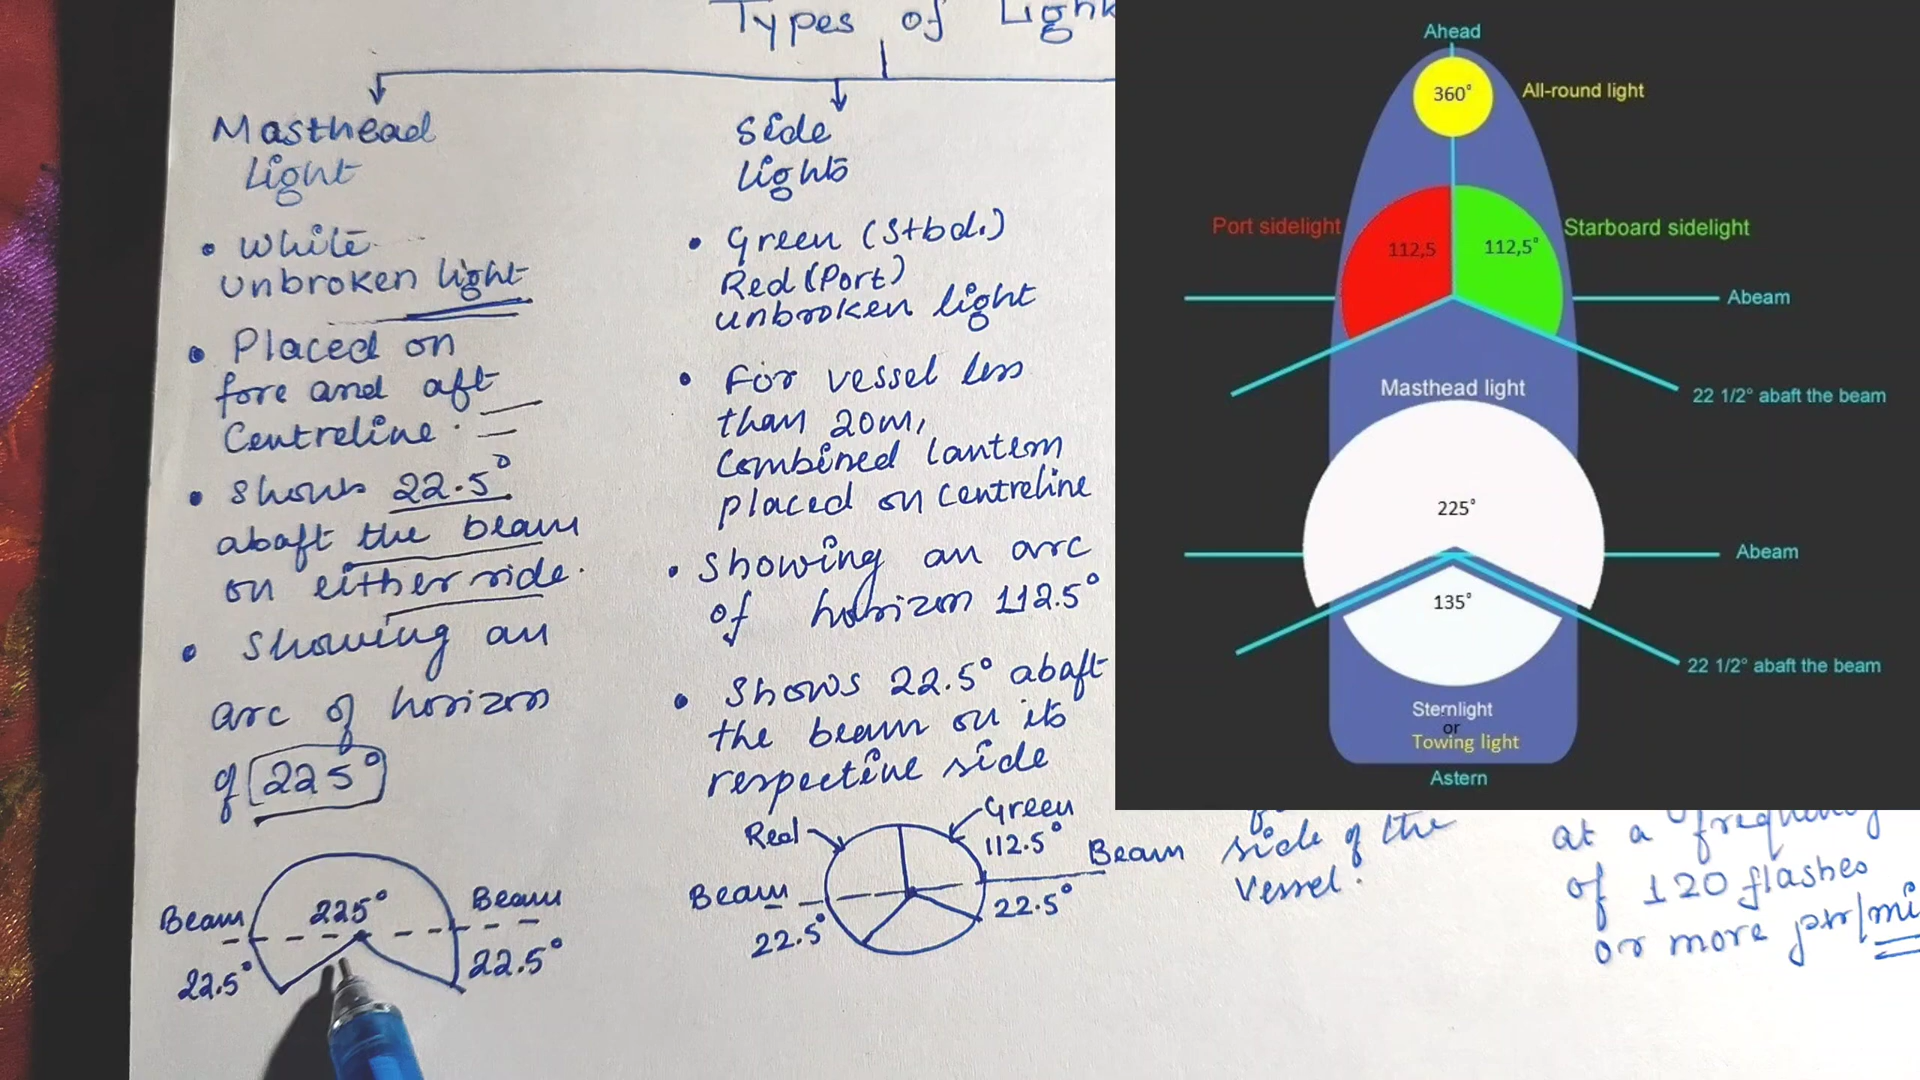 Types of Light
Masthead
Light
• White
unbroken light
• Placed on
fore and aft
Centreline.
• Shows 22.5°
abaft the beam
on either side.
• Showing an
arc of horizon
of 225°
Beam 225° Beam
22.5° 22.5°
Side
lights
• Green (Stbd.)
Red (Port)
unbroken light
• For vessel less
than 20m,
Combined lantern
placed on Centreline
• Showing an arc
of horizon 112.5°
• Shows 22.5° abaft
the beam on its
respective side
Red Green
112.5°
Beam Beam
22.5° 22.5°
side of the
vessel.
at a frequency
of 120 flashes
or more per/mi
Ahead
360° All-round light
Port sidelight 112,5 112,5° Starboard sidelight
Abeam
22 1/2° abaft the beam
Masthead light
225°
Abeam
135°
22 1/2° abaft the beam
Sternlight
or
Towing light
Astern